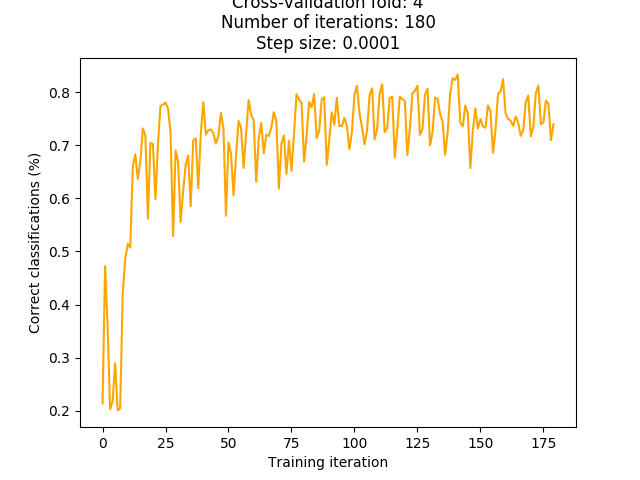 Cross-validation fold: 4
Number of iterations: 180
Step size: 0.0001
0.8
0.7
0.6
0.5
0.4
0.3
0.2
Correct classifications (%)
0 25 50 75 100 125 150 175
Training iteration